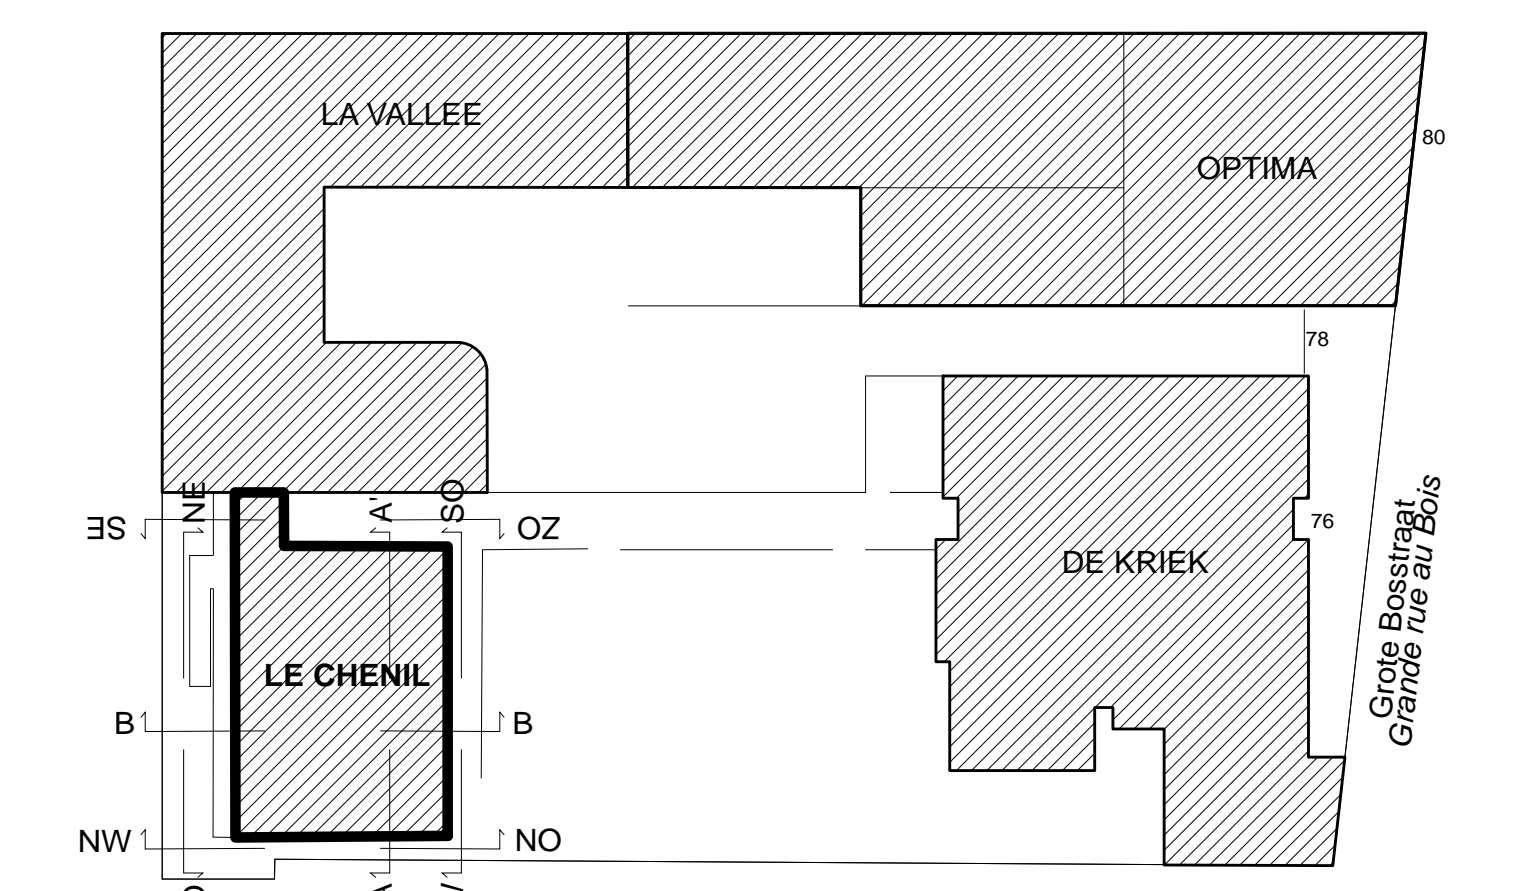 LA VALLEE
80
OPTIMA
78
NE
A'
SO
SE
OZ
76
DE KRIEK
Grote Bosstraat
Grande rue au Bois
LE CHENIL
B
B
NW
NO
A